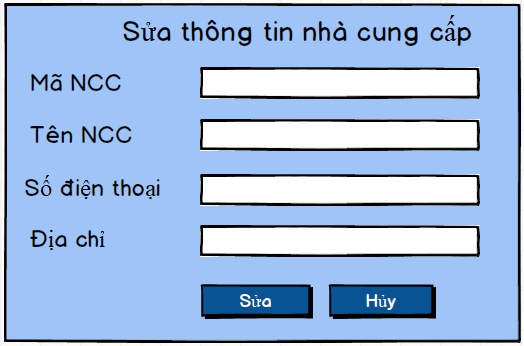 Sửa thông tin nhà cung cấp
Mã NCC
Tên NCC
Số điện thoại
Địa chỉ
Sửa Hủy